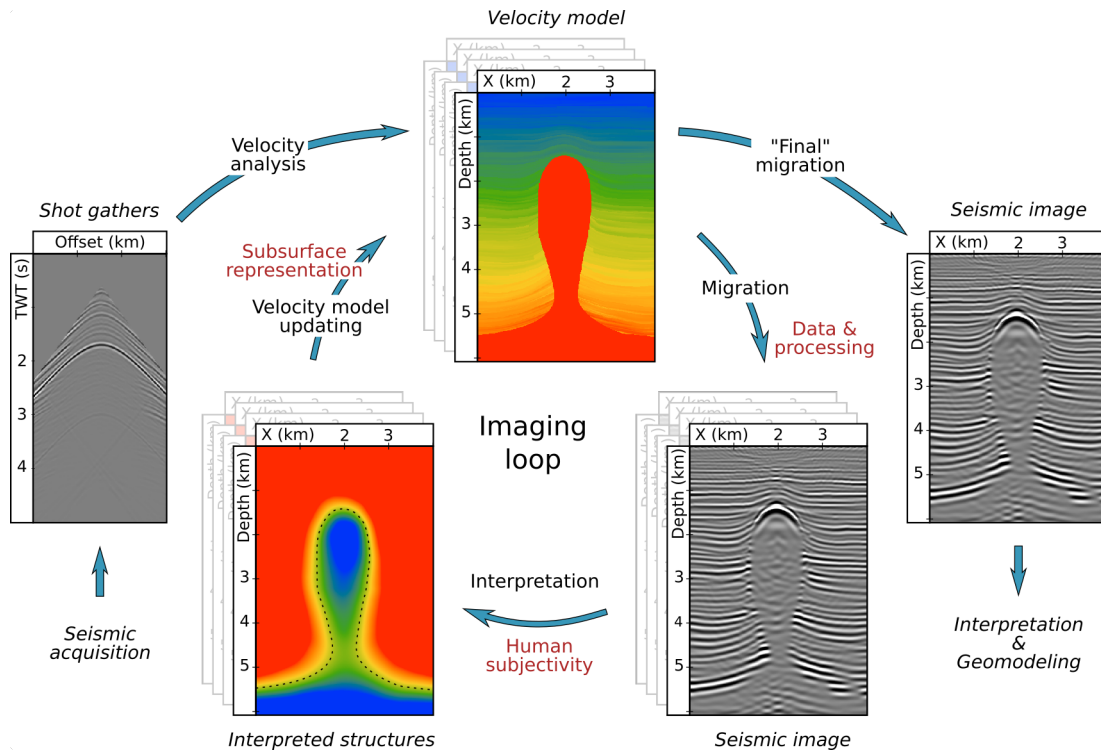 Velocity model
X (km)
2
3
Depth (km)
3
4
5
Velocity
analysis
"Final"
migration
Shot gathers
Offset (km)
TWT (s)
2
3
4
Seismic image
X (km)
2
3
Depth (km)
3
4
5
Subsurface
representation
Velocity model
updating
Migration
Data &
processing
Imaging
loop
X (km)
2
3
Depth (km)
3
4
5
Interpretation
Human
subjectivity
X (km)
2
3
Depth (km)
3
4
5
Seismic
acquisition
Interpretation
&
Geomodeling
Interpreted structures
Seismic image